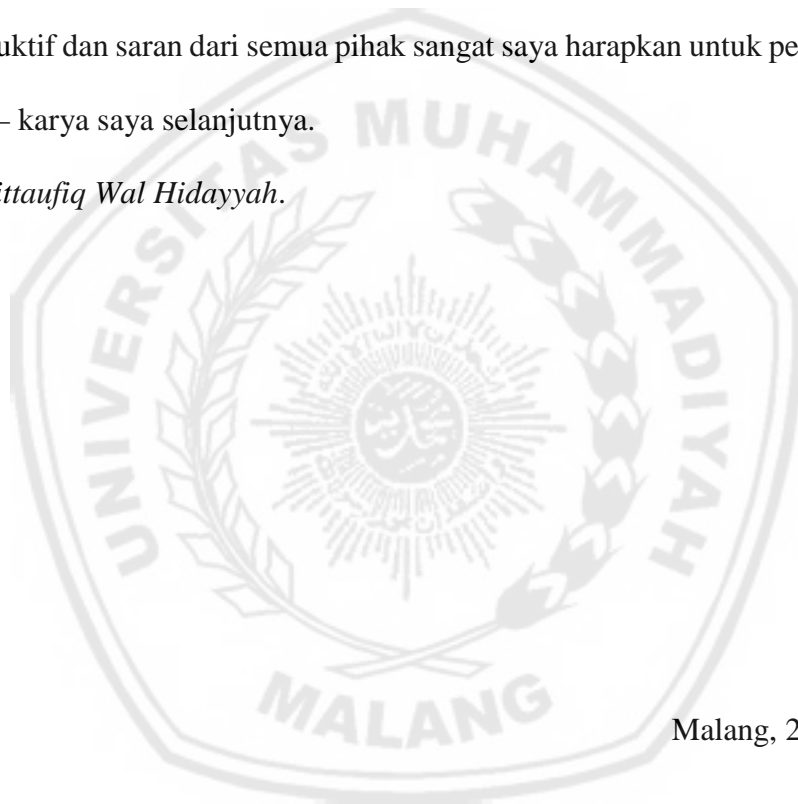 uktif dan saran dari semua pihak sangat saya harapkan untuk pe
– karya saya selanjutnya.
ittaufiq Wal Hidayyah.
UNIVERSITAS MUHAMMADIYAH
MALANG
Malang, 2